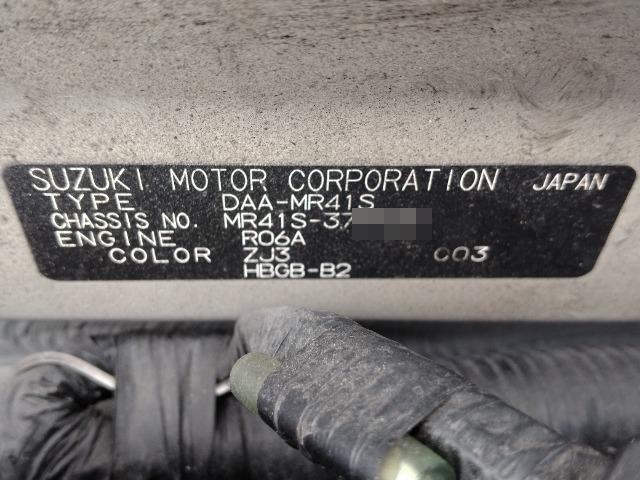 SUZUKI MOTOR CORPORATION JAPAN
TYPE DAA-MR41S
CHASSIS NO. MR41S-37
ENGINE R06A
COLOR ZJ3 C03
HBGB-B2